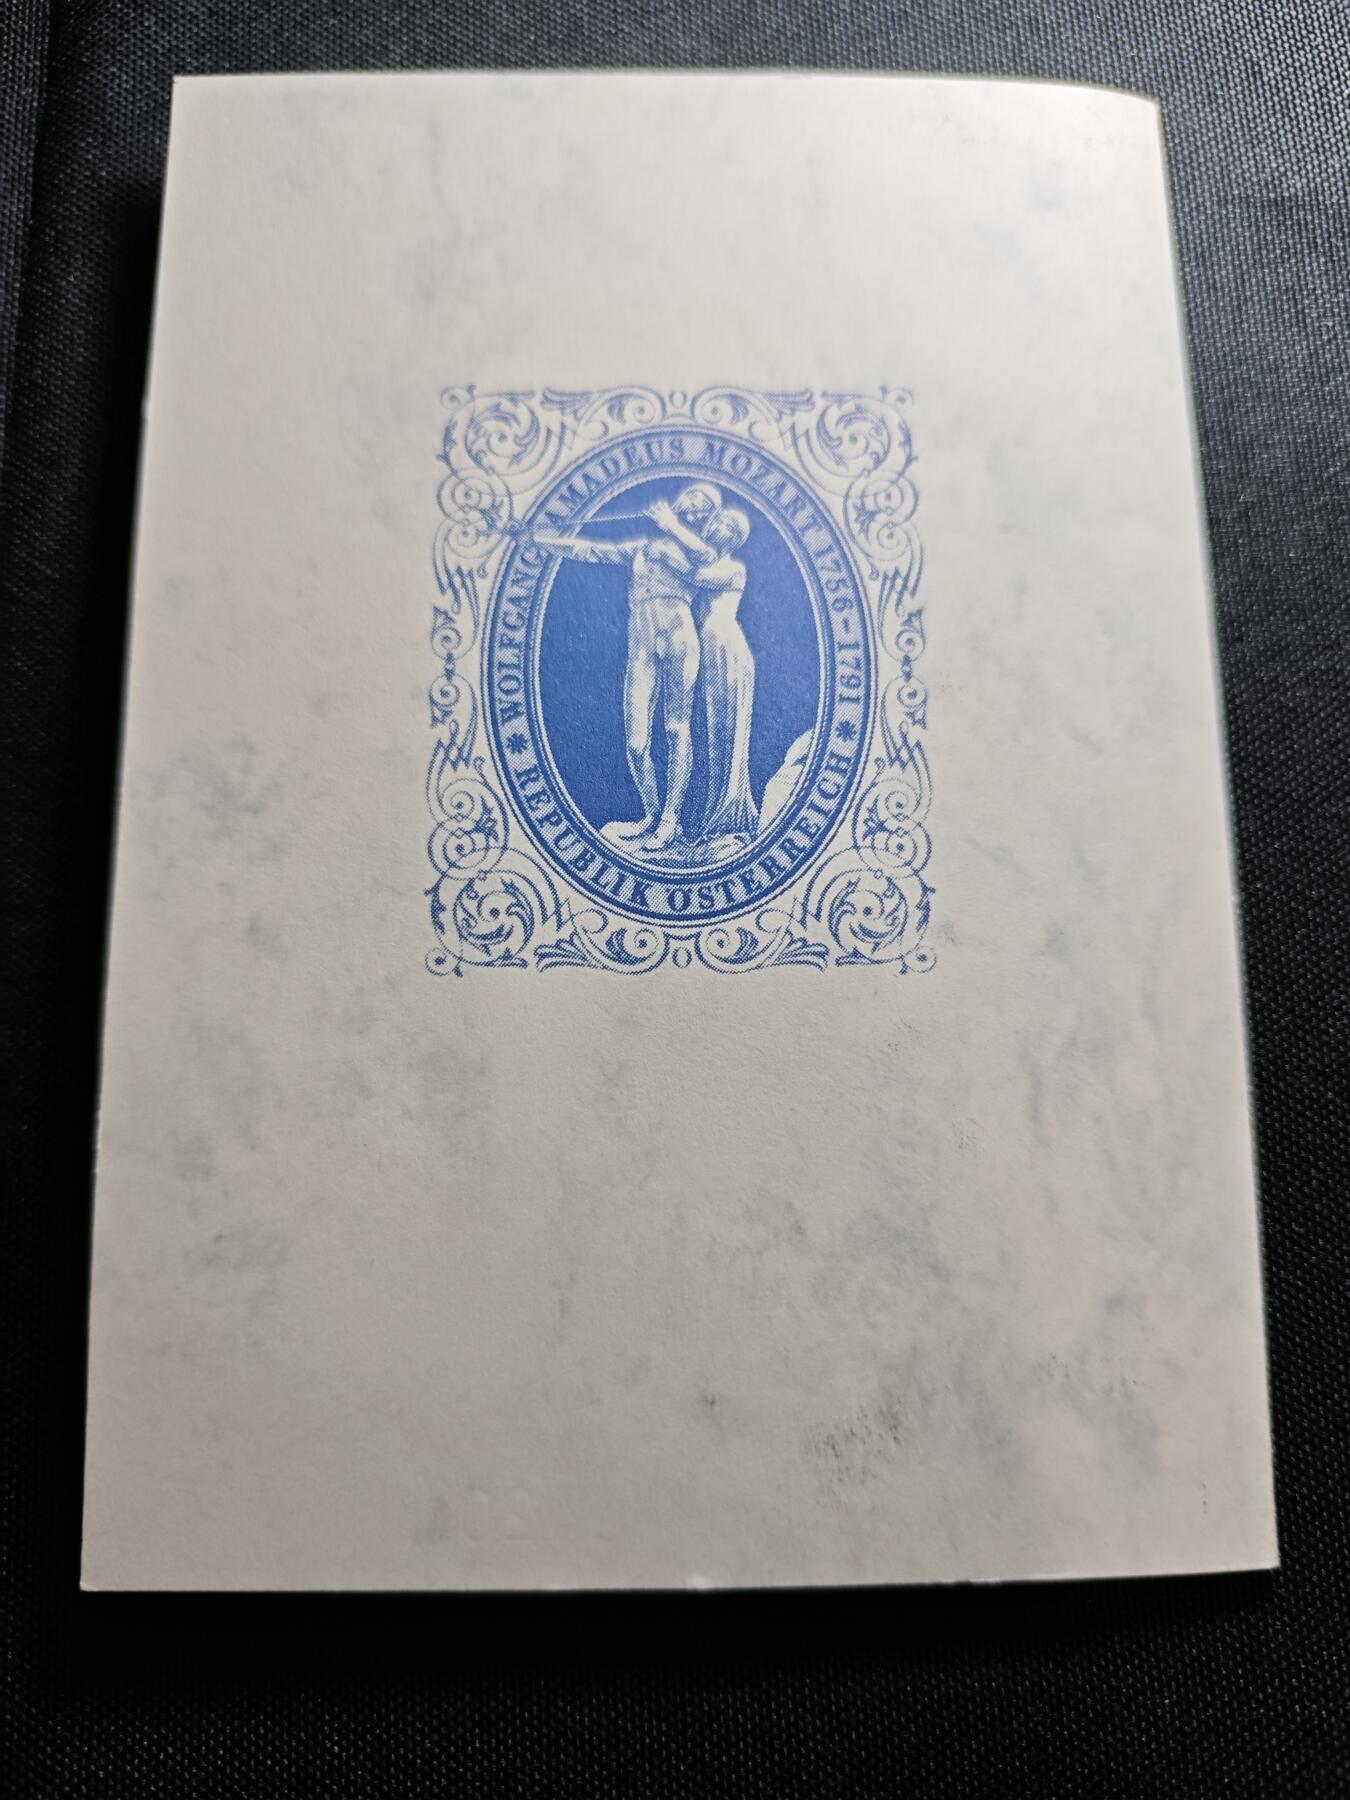 WOLFGANG AMADEUS MOZART 1756-1791
* REPUBLIK ÖSTERREICH *